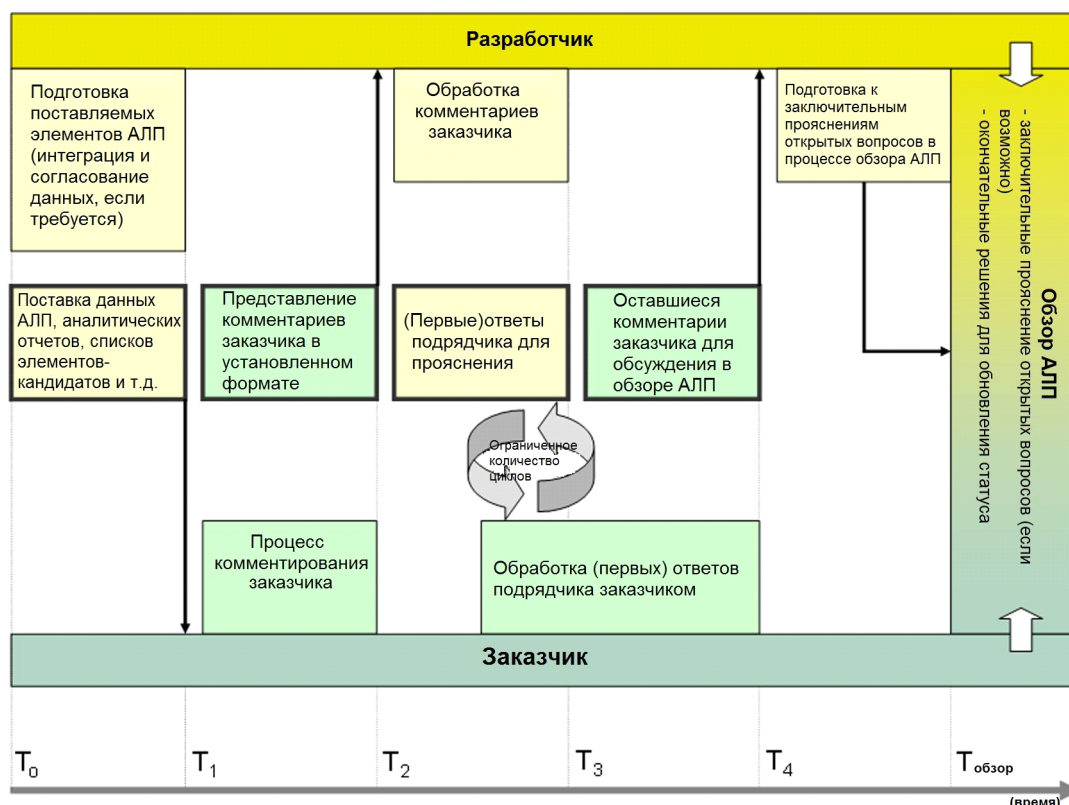 Разработчик
Подготовка
поставляемых
элементов АЛП
(интеграция и
согласование
данных, если
требуется)
Обработка
комментариев
заказчика
Подготовка к
заключительным
прояснениям
открытых вопросов в
процессе обзора АЛП
Поставка данных
АЛП, аналитических
отчетов, списков
элементов-
кандидатов и т.д.
Представление
комментариев
заказчика в
установленном
формате
(Первые)ответы
подрядчика для
прояснения
Оставшиеся
комментарии
заказчика для
обсуждения в
обзоре АЛП
Обзор АЛП
- заключительные прояснение открытых вопросов (если
возможно)
- окончательные решения для обновления статуса
Ограниченное
количество
циклов
Процесс
комментирования
заказчика
Обработка (первых) ответов
подрядчика заказчиком
Заказчик
T0
T1
T2
T3
T4
Tобзор
(время)